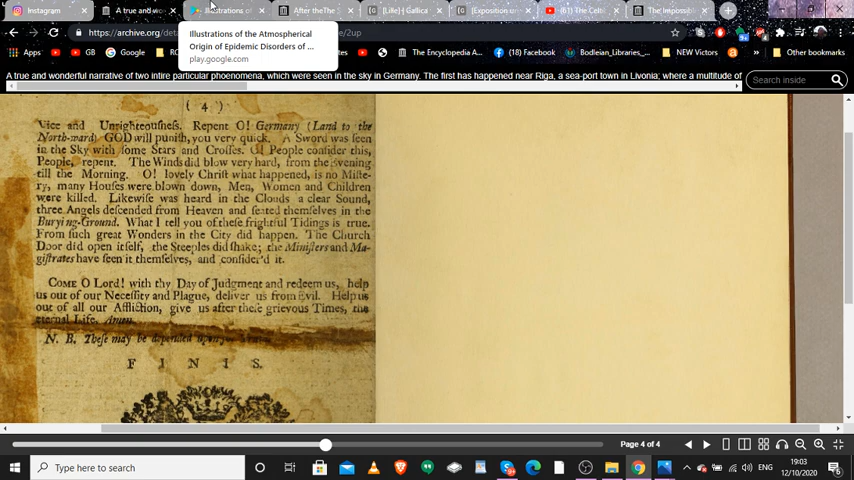 Instagram
A true and wo
Illustrations of
After the The
[Lille] | Gallica
(Exposition un
(61) The Celt
The Impossibl
Illustrations of the Atmospherical
Origin of Epidemic Disorders of ...
play.google.com
https://archive.org/deta
=2up
Apps
GB
RO
YouTube
The Encyclopedia A...
(18) Facebook
Bodleian_Libraries_...
NEW Victors
Other bookmarks
A true and wonderful narrative of two intire particular phoenomena, which were seen in the sky in Germany. The first has happened near Riga, a sea-port town in Livonia; where a multitude of
Search inside
( 4 )
Vice and Unrighteouſneſs. Repent O! Germany (Land to the
North-ward) GOD will puniſh, you very quick. A Sword was ſeen
in the Sky with ſome Stars and Croſſes. O! People conſider this,
People, repent. The Winds did blow very hard, from the Evening
till the Morning. O! lovely Chriſt what happened, is no Miſte-
ry, many Houſes were blown down, Men, Women and Children
were killed. Likewiſe was heard in the Clouds a clear Sound,
three Angels deſcended from Heaven and ſeated themſelves in the
Burying-Ground. What I tell you of theſe frightful Tidings is true.
From ſuch great Wonders in the City did happen. The Church
Door did open itſelf, the Steeples did ſhake; the Miniſters and Ma-
giſtrates have ſeen it themſelves, and conſider'd it.
COME O Lord! with thy Day of Judgment and redeem us, help
us out of our Neceſſity and Plague, deliver us from Evil. Help us
out of all our Affliction, give us after theſe grievous Times, the
eternal Life. Amen.
N. B. Theſe may be depended upon
F I N I S.
Page 4 of 4
Type here to search
ENG
19:03
12/10/2020
6